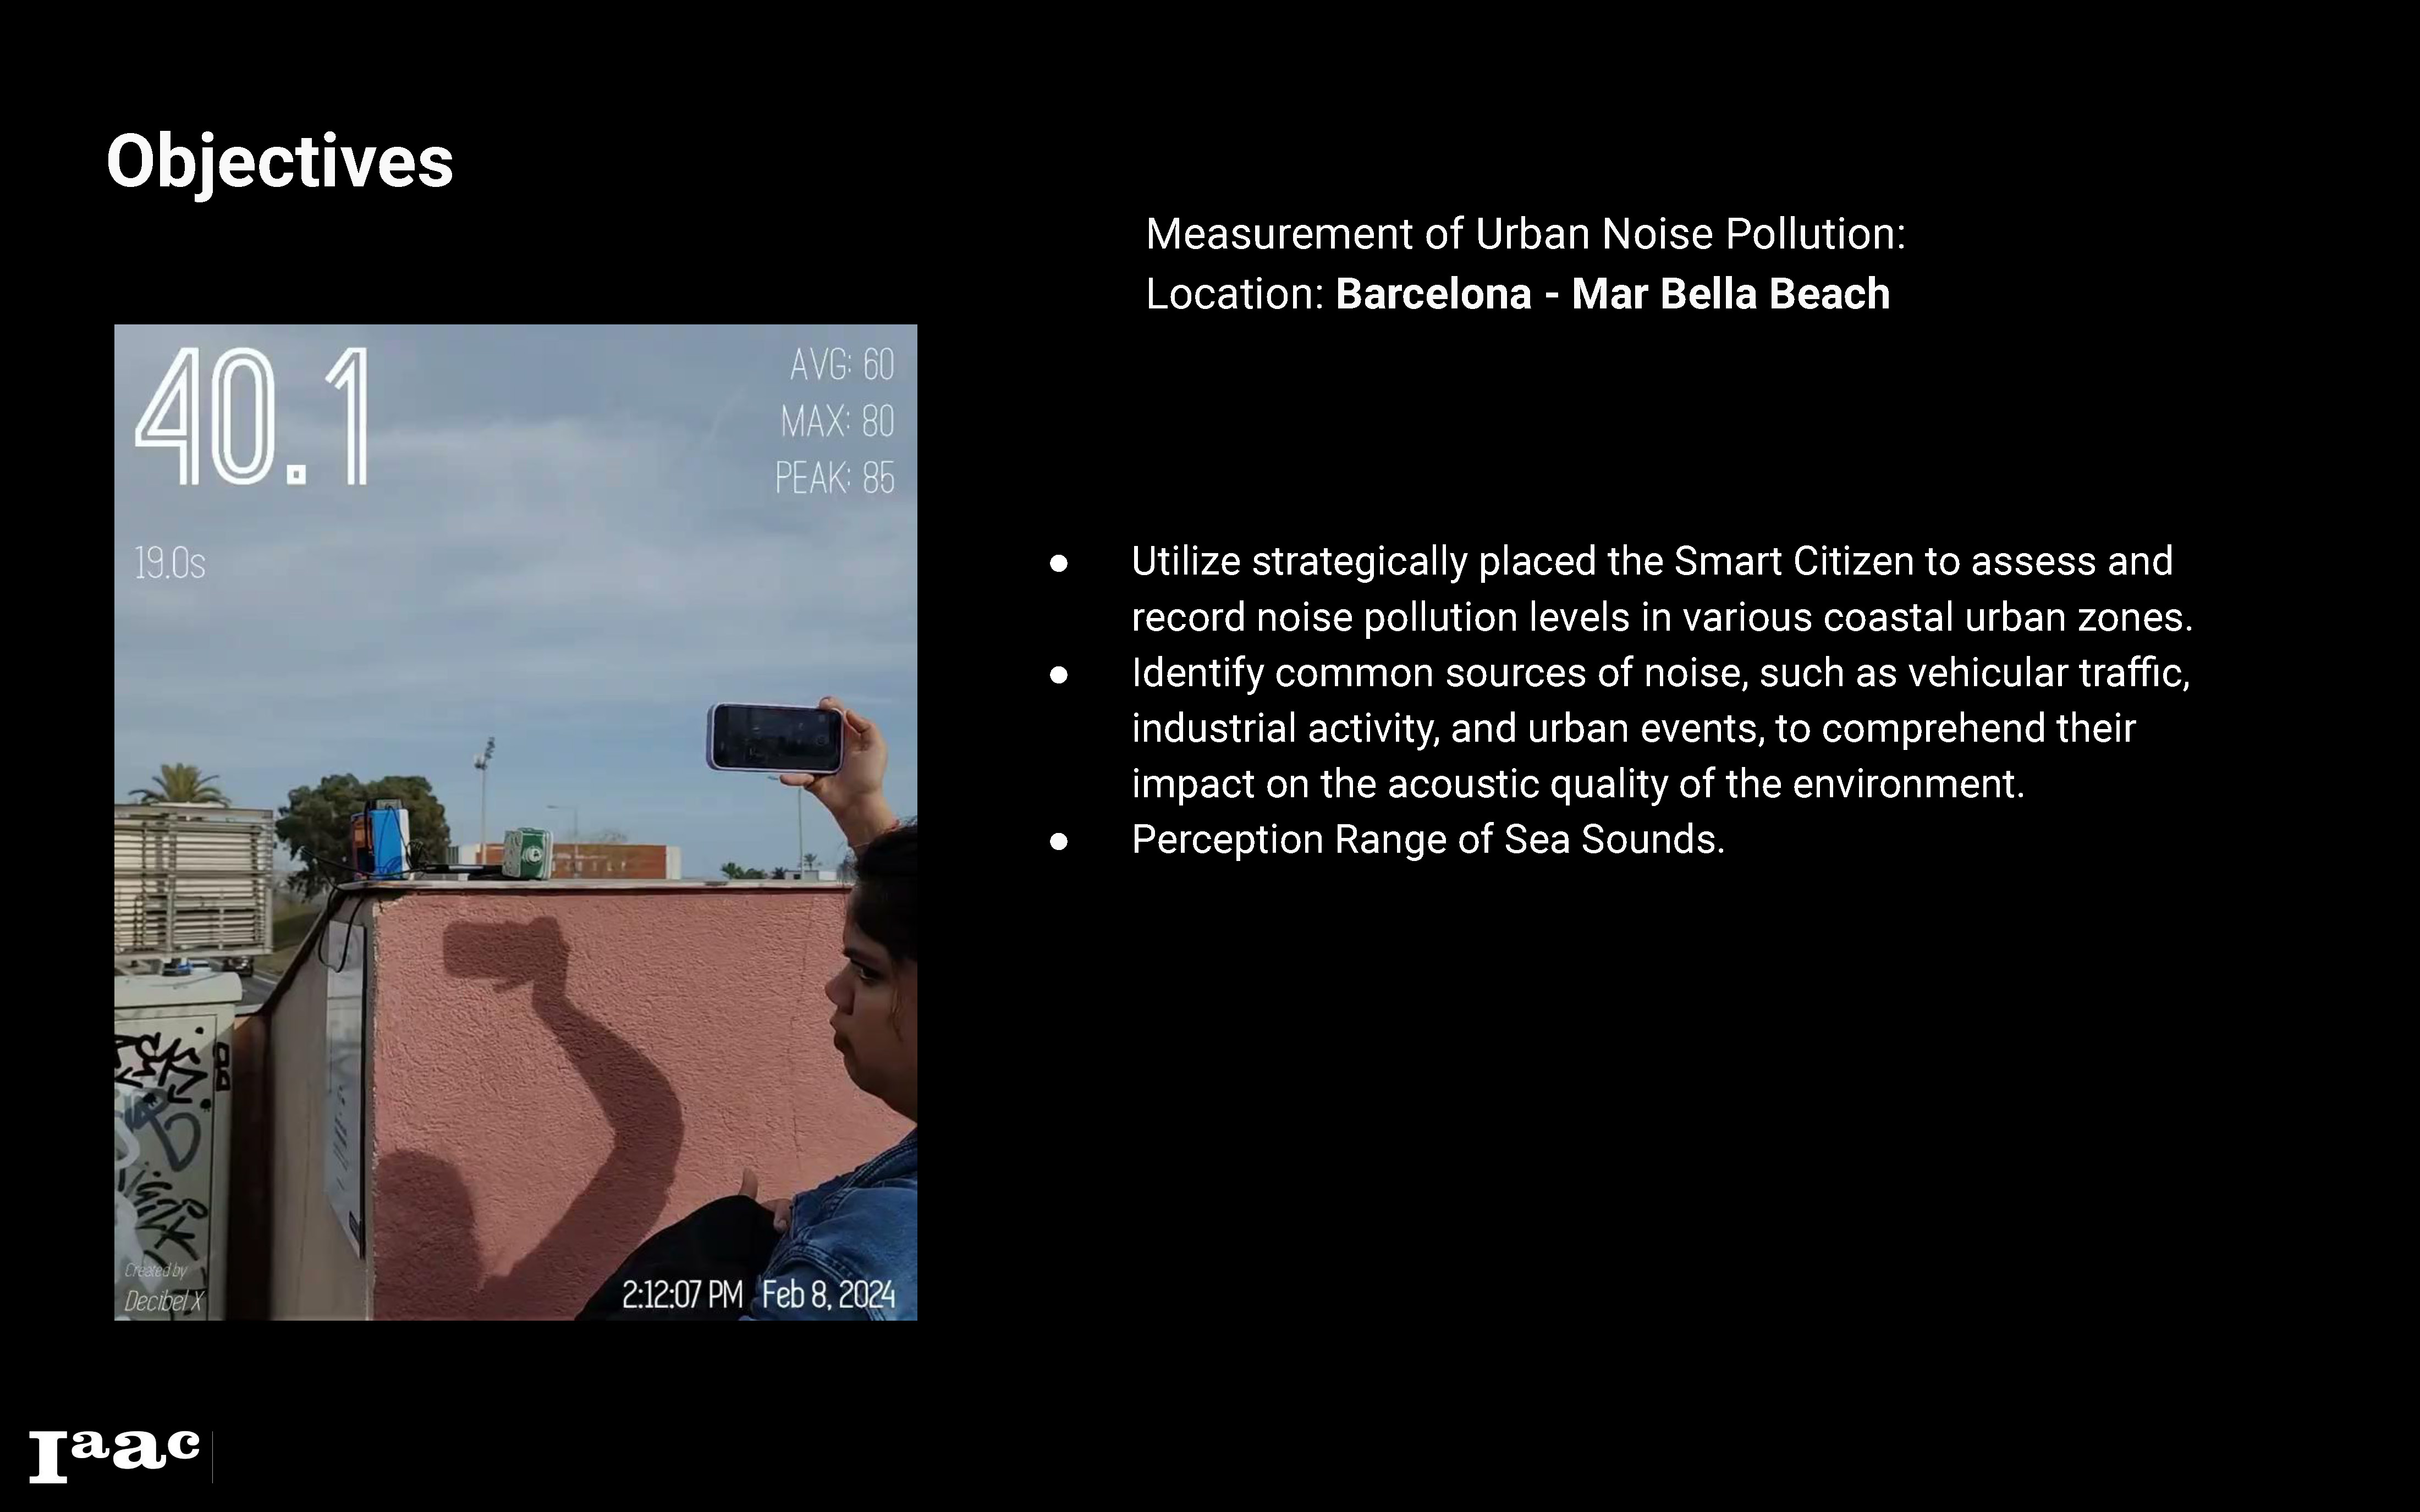 Objectives
Measurement of Urban Noise Pollution:
Location: Barcelona - Mar Bella Beach
40.1
AVG: 60
MAX: 80
PEAK: 85
19.0s
Created by
Decibel X
2:12:07 PM Feb 8, 2024
● Utilize strategically placed the Smart Citizen to assess and
record noise pollution levels in various coastal urban zones.
● Identify common sources of noise, such as vehicular traffic,
industrial activity, and urban events, to comprehend their
impact on the acoustic quality of the environment.
● Perception Range of Sea Sounds.
Iaac